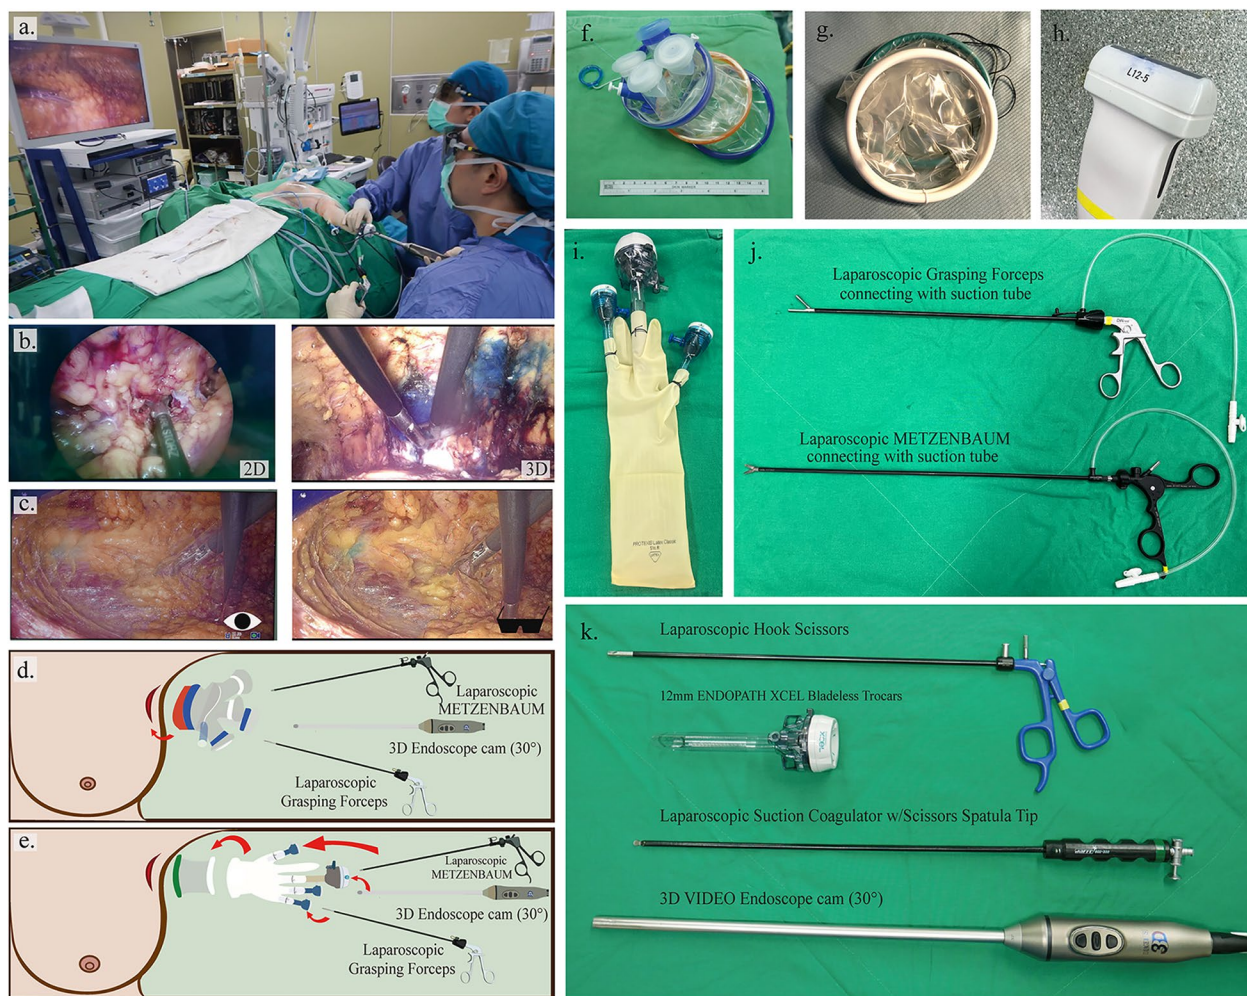 a.
b.
2D
3D
c.
d.
Laparoscopic
METZENBAUM
3D Endoscope cam (30°)
Laparoscopic
Grasping Forceps
e.
Laparoscopic
METZENBAUM
3D Endoscope cam (30°)
Laparoscopic
Grasping Forceps
f.
g.
h.
L12-5
i.
j.
Laparoscopic Grasping Forceps
connecting with suction tube
Laparoscopic METZENBAUM
connecting with suction tube
k.
Laparoscopic Hook Scissors
12mm ENDOPATH XCEL Bladeless Trocars
XCEL
Laparoscopic Suction Coagulator w/Scissors Spatula Tip
3D VIDEO Endoscope cam (30°)
3D